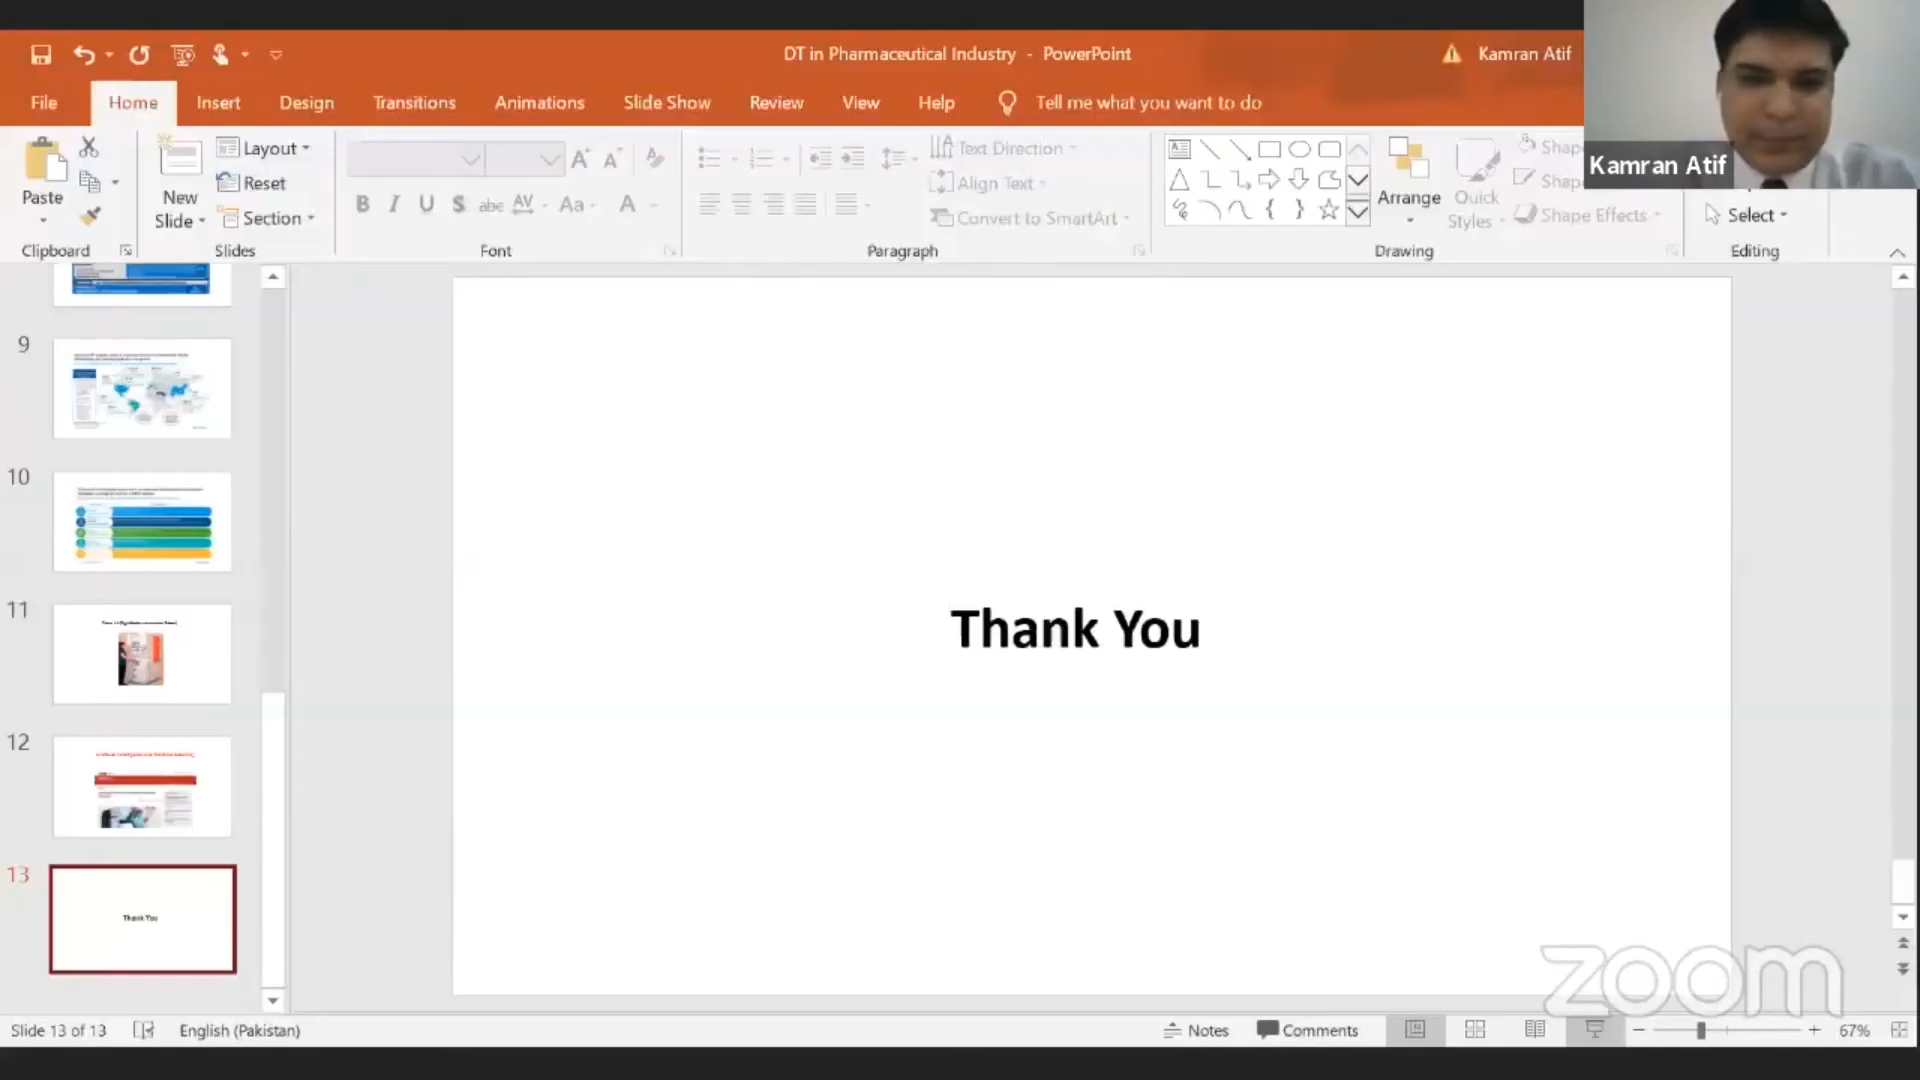 DT in Pharmaceutical Industry - PowerPoint
Kamran Atif
File Home Insert Design Transitions Animations Slide Show Review View Help Tell me what you want to do
Kamran Atif
Paste
New Slide
Layout
Reset
Section
Text Direction
Align Text
Convert to SmartArt
Arrange
Quick Styles
Shape Effects
Select
Clipboard Slides Font Paragraph Drawing Editing
9
10
11
12
13
Thank You
Thank You
zoom
Slide 13 of 13 English (Pakistan) Notes Comments 67%